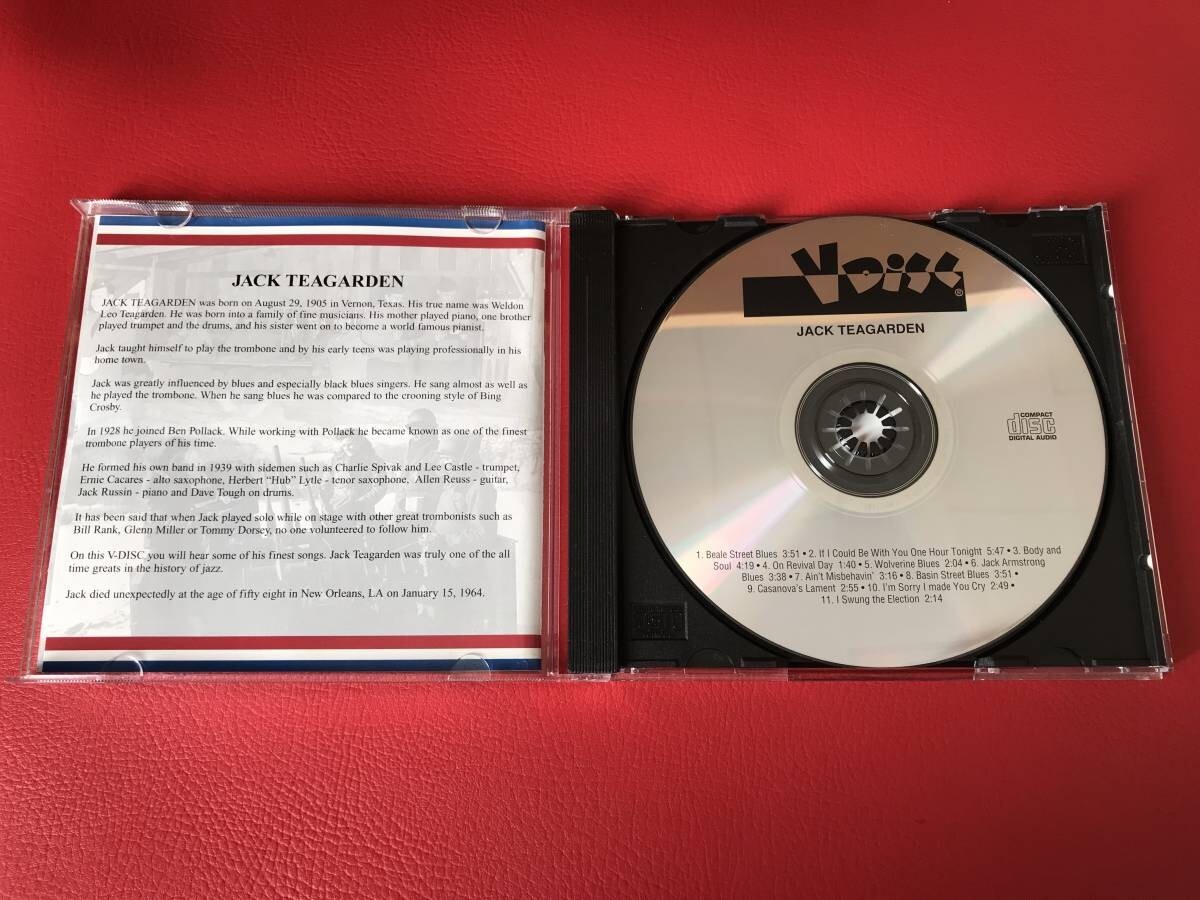 JACK TEAGARDEN
JACK TEAGARDEN was born on August 29, 1905 in Vernon, Texas. His true name was Weldon
Leo Teagarden. He was born into a family of fine musicians. His mother played piano, one brother
played trumpet and the drums, and his sister went on to become a world famous pianist.
Jack taught himself to play the trombone and by his early teens was playing professionally in his
home town.
Jack was greatly influenced by blues and especially black blues singers. He sang almost as well as
he played the trombone. When he sang blues he was compared to the crooning style of Bing
Crosby.
In 1928 he joined Ben Pollack. While working with Pollack he became known as one of the finest
trombone players of his time.
He formed his own band in 1939 with sidemen such as Charlie Spivak and Lee Castle - trumpet,
Ernie Cacares - alto saxophone, Herbert “Hub” Lytle - tenor saxophone, Allen Reuss - guitar,
Jack Russin - piano and Dave Tough on drums.
It has been said that when Jack played solo while on stage with other great trombonists such as
Bill Rank, Glenn Miller or Tommy Dorsey, no one volunteered to follow him.
On this V-DISC you will hear some of his finest songs. Jack Teagarden was truly one of the all
time greats in the history of jazz.
Jack died unexpectedly at the age of fifty eight in New Orleans, LA on January 15, 1964.
V-DiSC ®
JACK TEAGARDEN
COMPACT
disc
DIGITAL AUDIO
1. Beale Street Blues 3:51 • 2. If I Could Be With You One Hour Tonight 5:47 • 3. Body and
Soul 4:19 • 4. On Revival Day 1:40 • 5. Wolverine Blues 2:04 • 6. Jack Armstrong
Blues 3:38 • 7. Ain't Misbehavin' 3:16 • 8. Basin Street Blues 3:51 •
9. Casanova's Lament 2:55 • 10. I'm Sorry I made You Cry 2:49 •
11. I Swung the Election 2:14